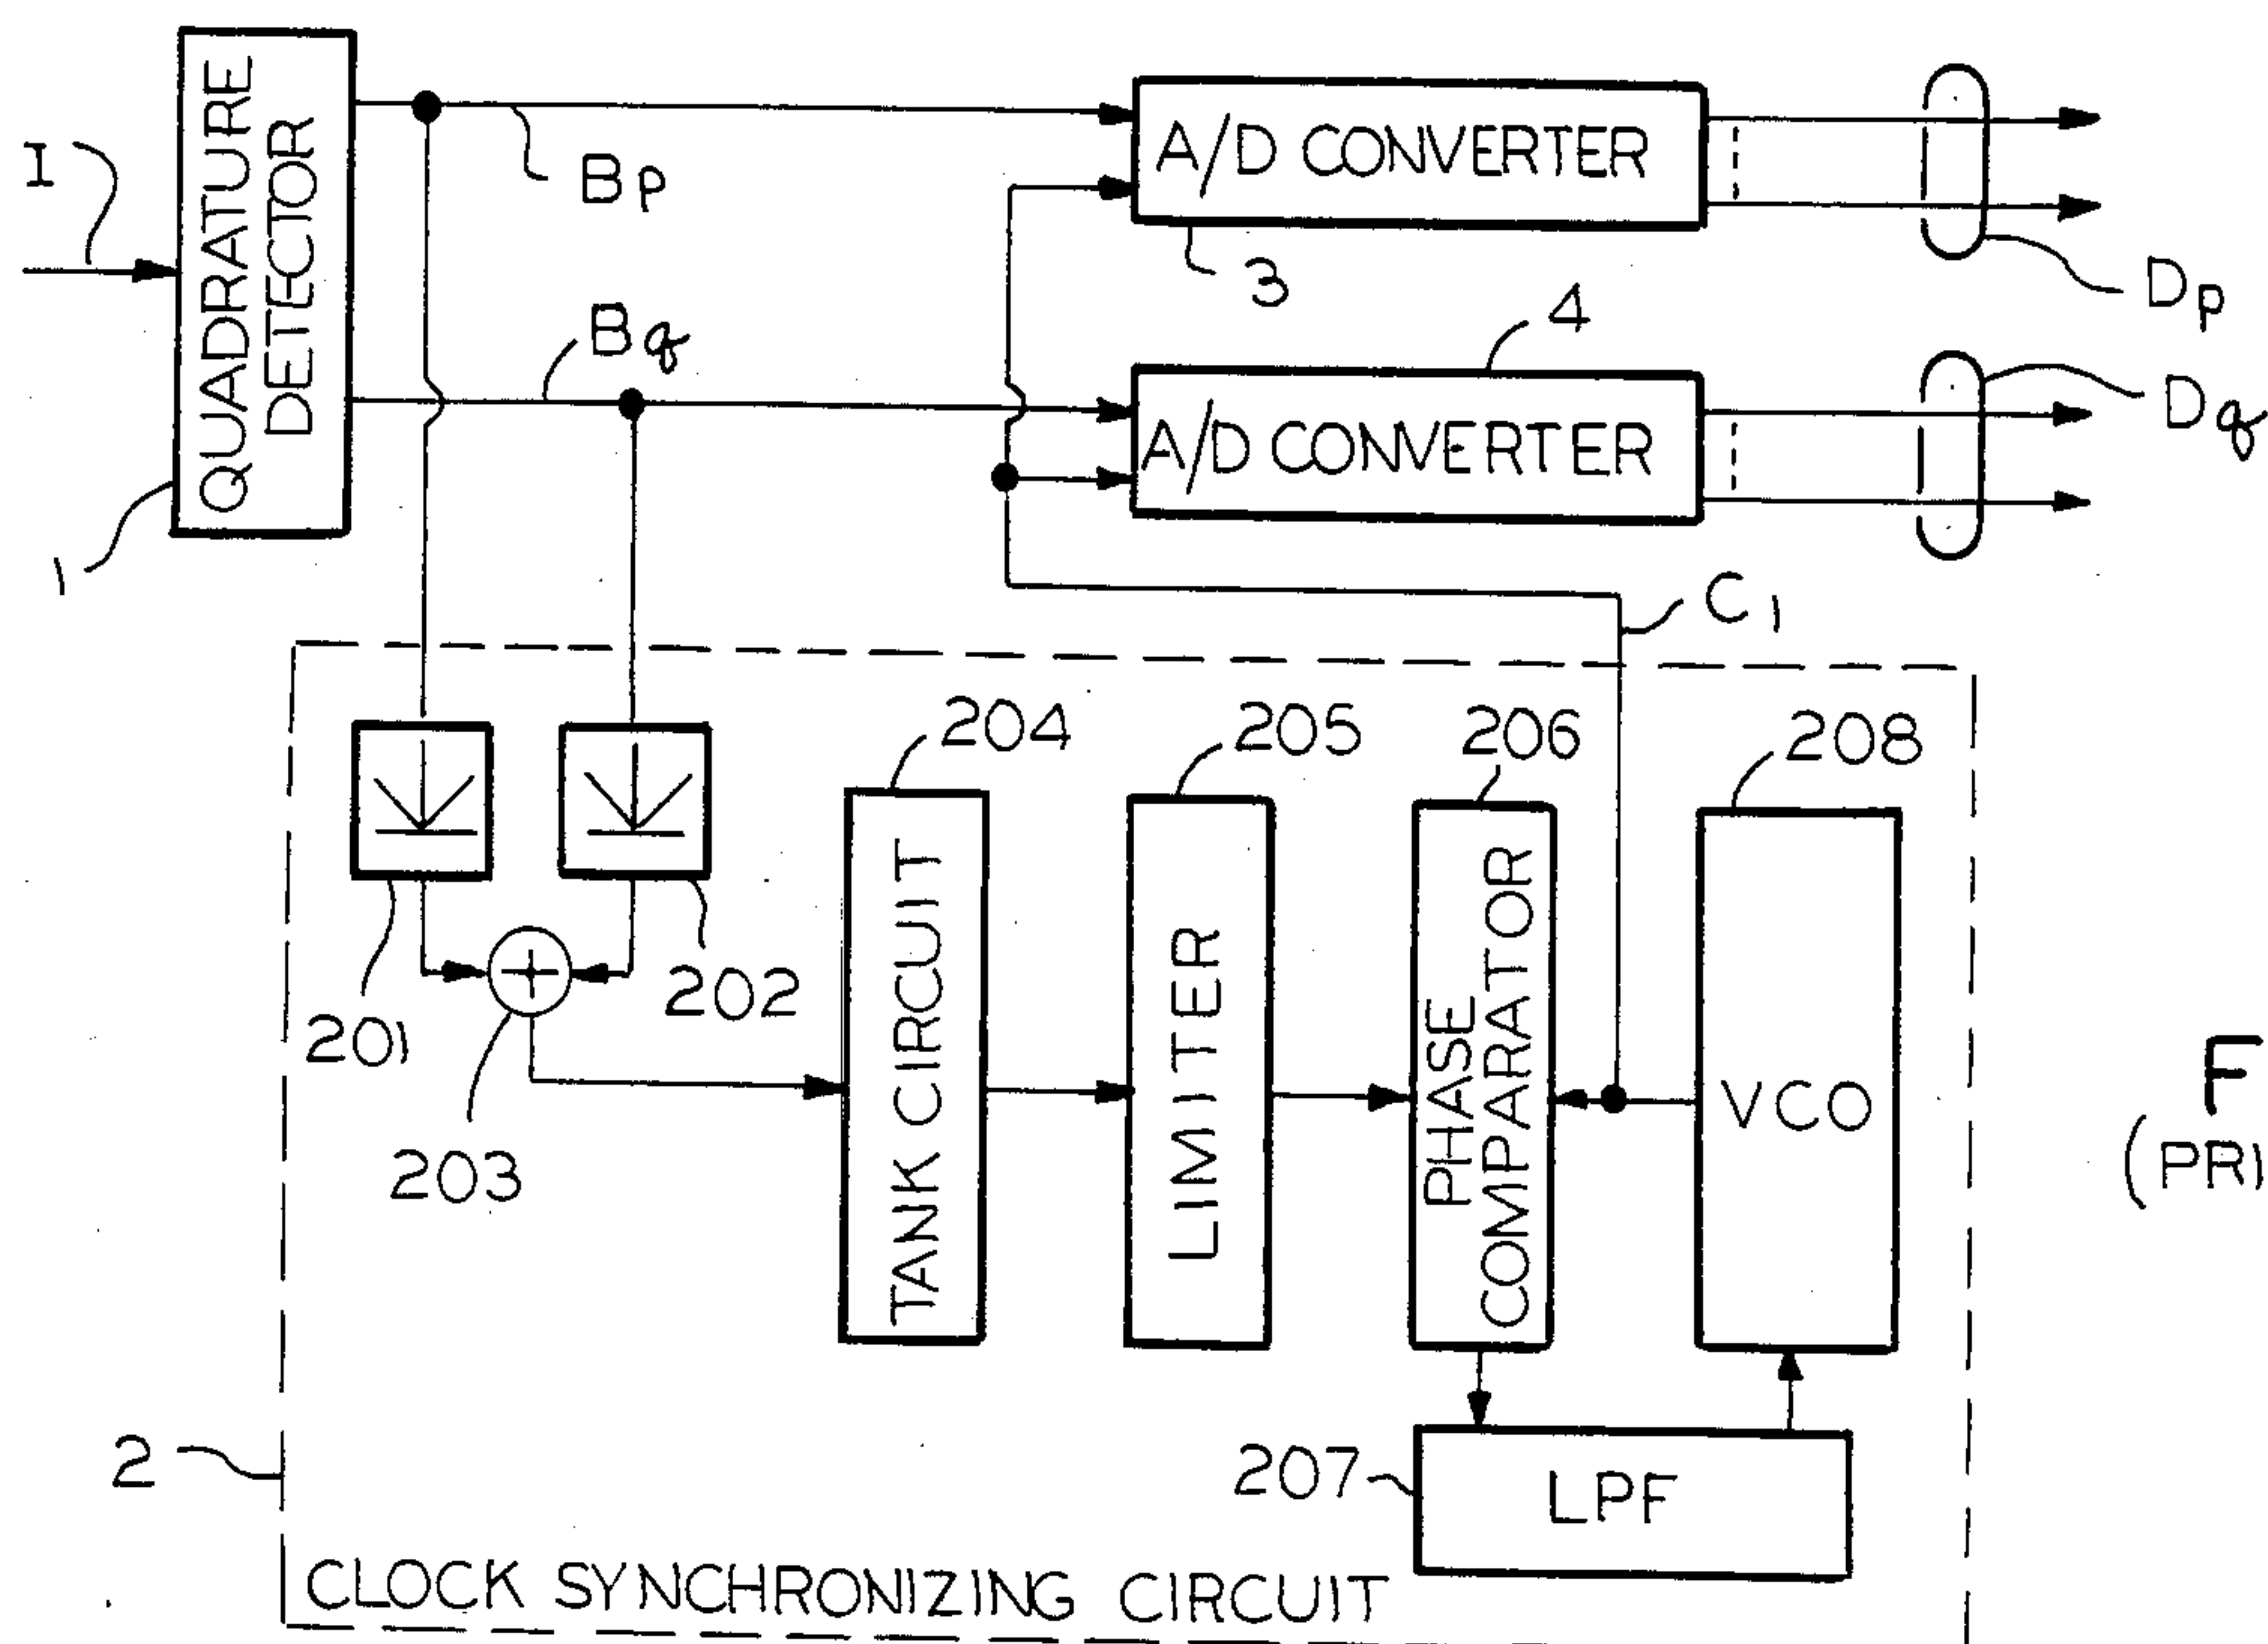 I
QUADRATURE
DETECTOR
1
Bp
Bq
A/D CONVERTER
3
Dp
4
A/D CONVERTER
Dq
C1
204
205
206
208
201
202
203
TANK CIRCUIT
LIMITER
PHASE
COMPARATOR
VCO
F
(PRI
2
207
LPF
CLOCK SYNCHRONIZING CIRCUIT